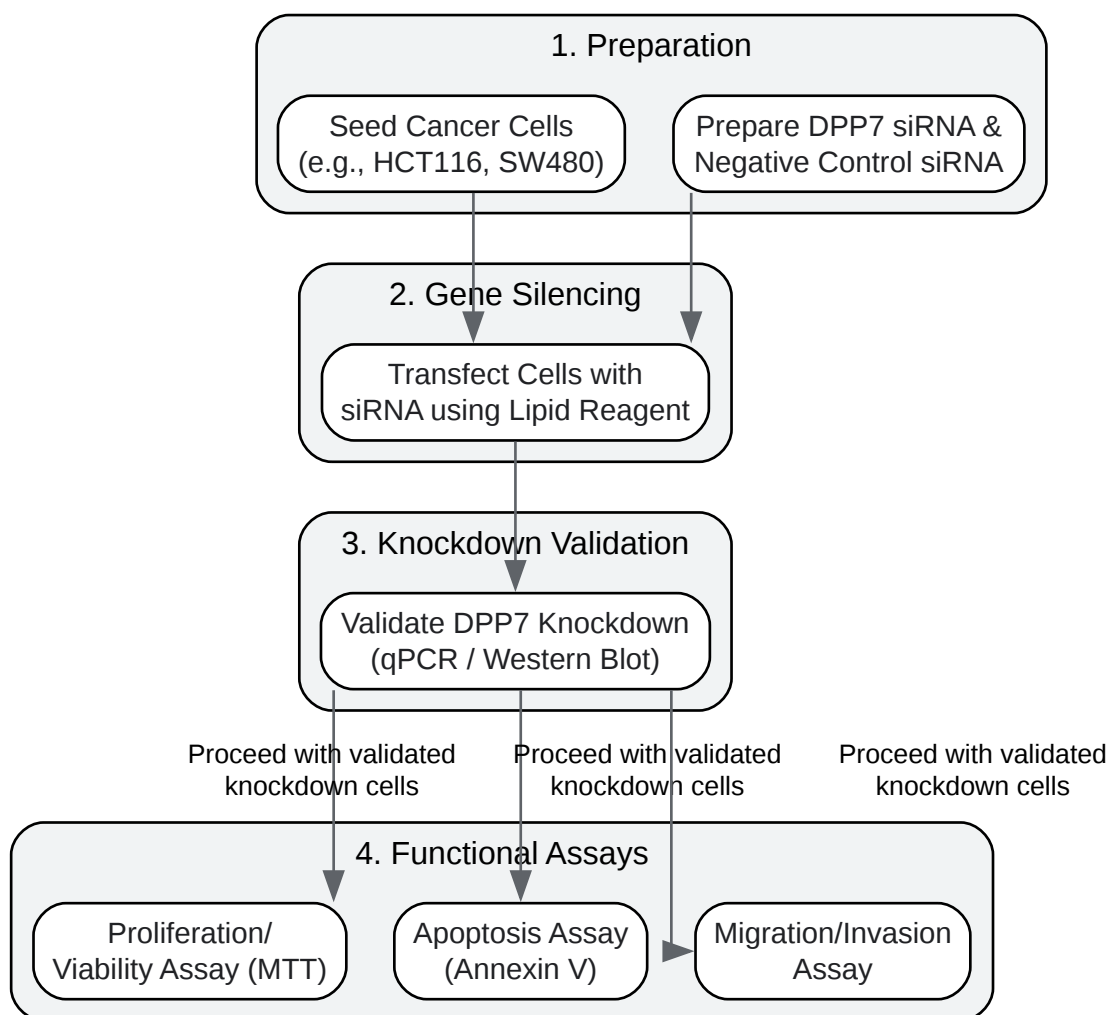 1. Preparation
Seed Cancer Cells
(e.g., HCT116, SW480)
Prepare DPP7 siRNA &
Negative Control siRNA
2. Gene Silencing
Transfect Cells with
siRNA using Lipid Reagent
3. Knockdown Validation
Validate DPP7 Knockdown
(qPCR / Western Blot)
Proceed with validated
knockdown cells
Proceed with validated
knockdown cells
Proceed with validated
knockdown cells
4. Functional Assays
Proliferation/
Viability Assay (MTT)
Apoptosis Assay
(Annexin V)
Migration/Invasion
Assay